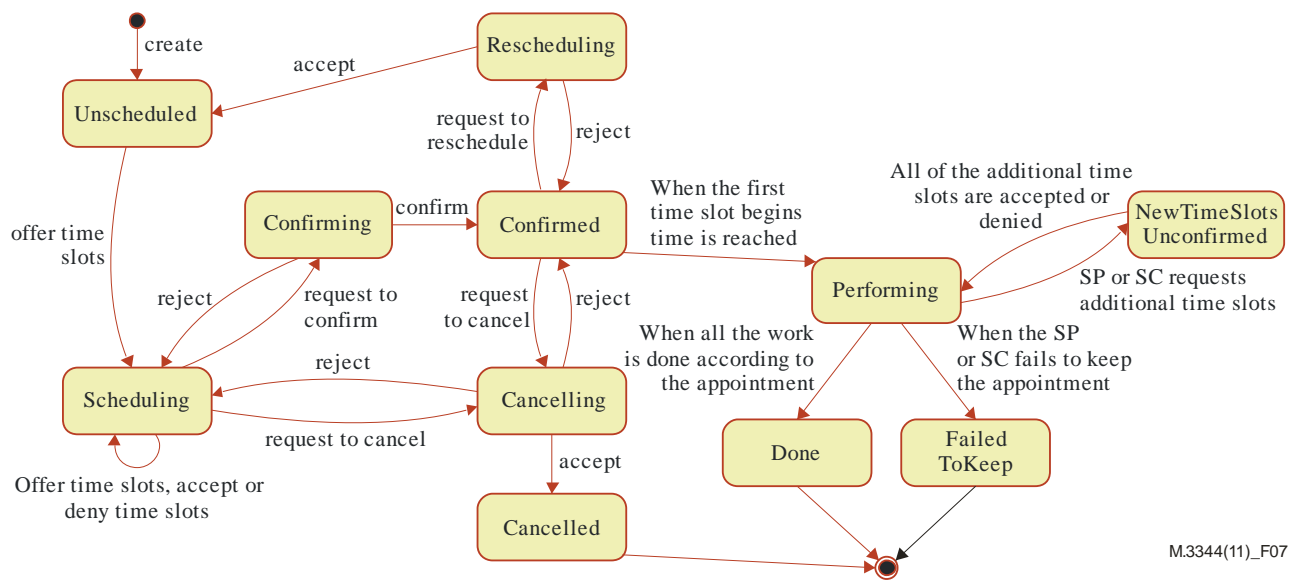 create
Rescheduling
accept
Unscheduled
request to
reschedule
reject
All of the additional time
slots are accepted or
denied
When the first
time slot begins
time is reached
Confirming
confirm
Confirmed
NewTimeSlots
Unconfirmed
offer time
slots
reject
request to
confirm
request
to cancel
reject
Performing
SP or SC requests
additional time slots
When all the work
is done according to
the appointment
When the SP
or SC fails to keep
the appointment
reject
Scheduling
Cancelling
request to cancel
Done
Failed
ToKeep
accept
Offer time slots, accept or
deny time slots
Cancelled
M.3344(11)_F07